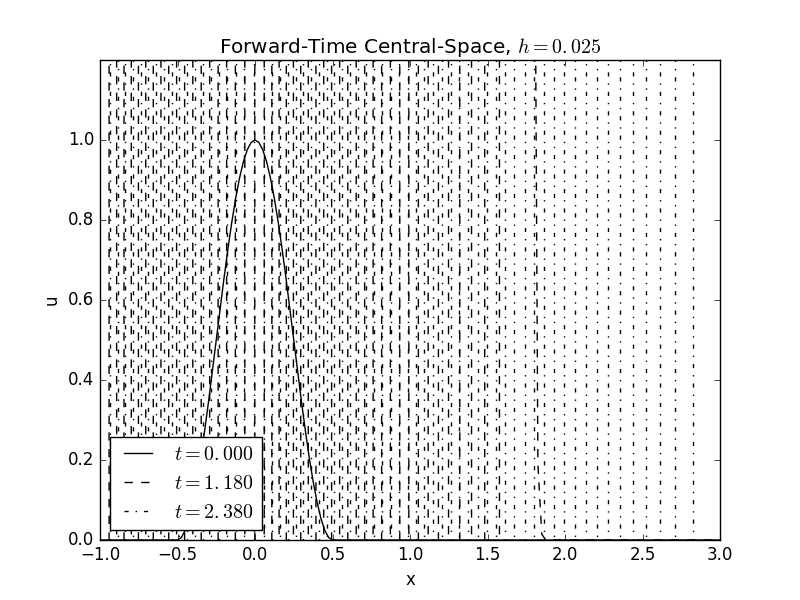 Forward-Time Central-Space, h = 0.025
u
1.0
0.8
0.6
0.4
0.2
0.0
t = 0.000
t = 1.180
t = 2.380
−1.0 −0.5 0.0 0.5 1.0 1.5 2.0 2.5 3.0
x